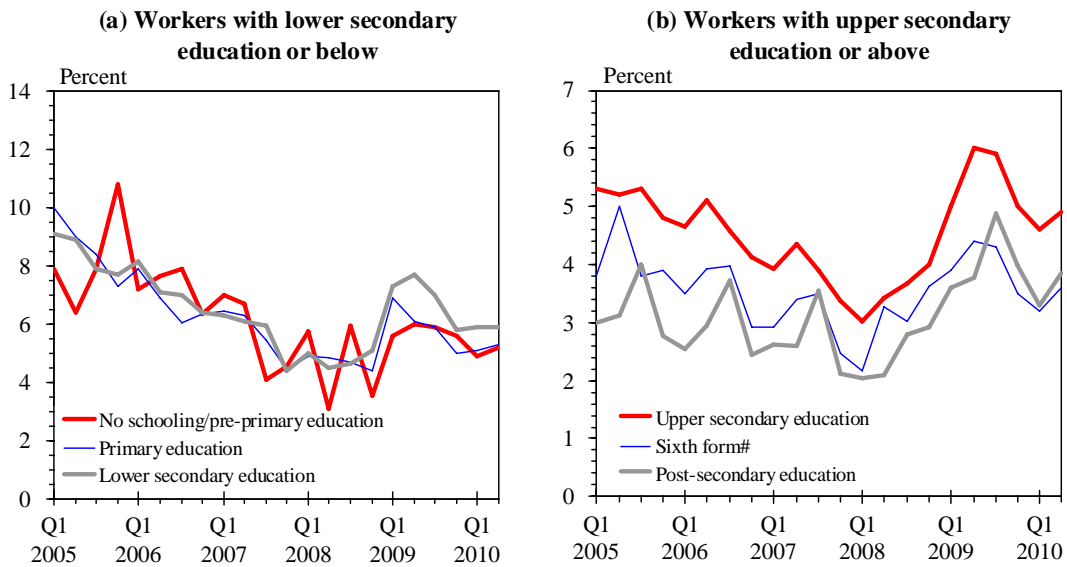 (a) Workers with lower secondary
education or below
Percent
14
12
10
8
6
4
2
0
No schooling/pre-primary education
Primary education
Lower secondary education
Q1 Q1 Q1 Q1 Q1 Q1
2005 2006 2007 2008 2009 2010
(b) Workers with upper secondary
education or above
Percent
7
6
5
4
3
2
1
0
Upper secondary education
Sixth form#
Post-secondary education
Q1 Q1 Q1 Q1 Q1 Q1
2005 2006 2007 2008 2009 2010